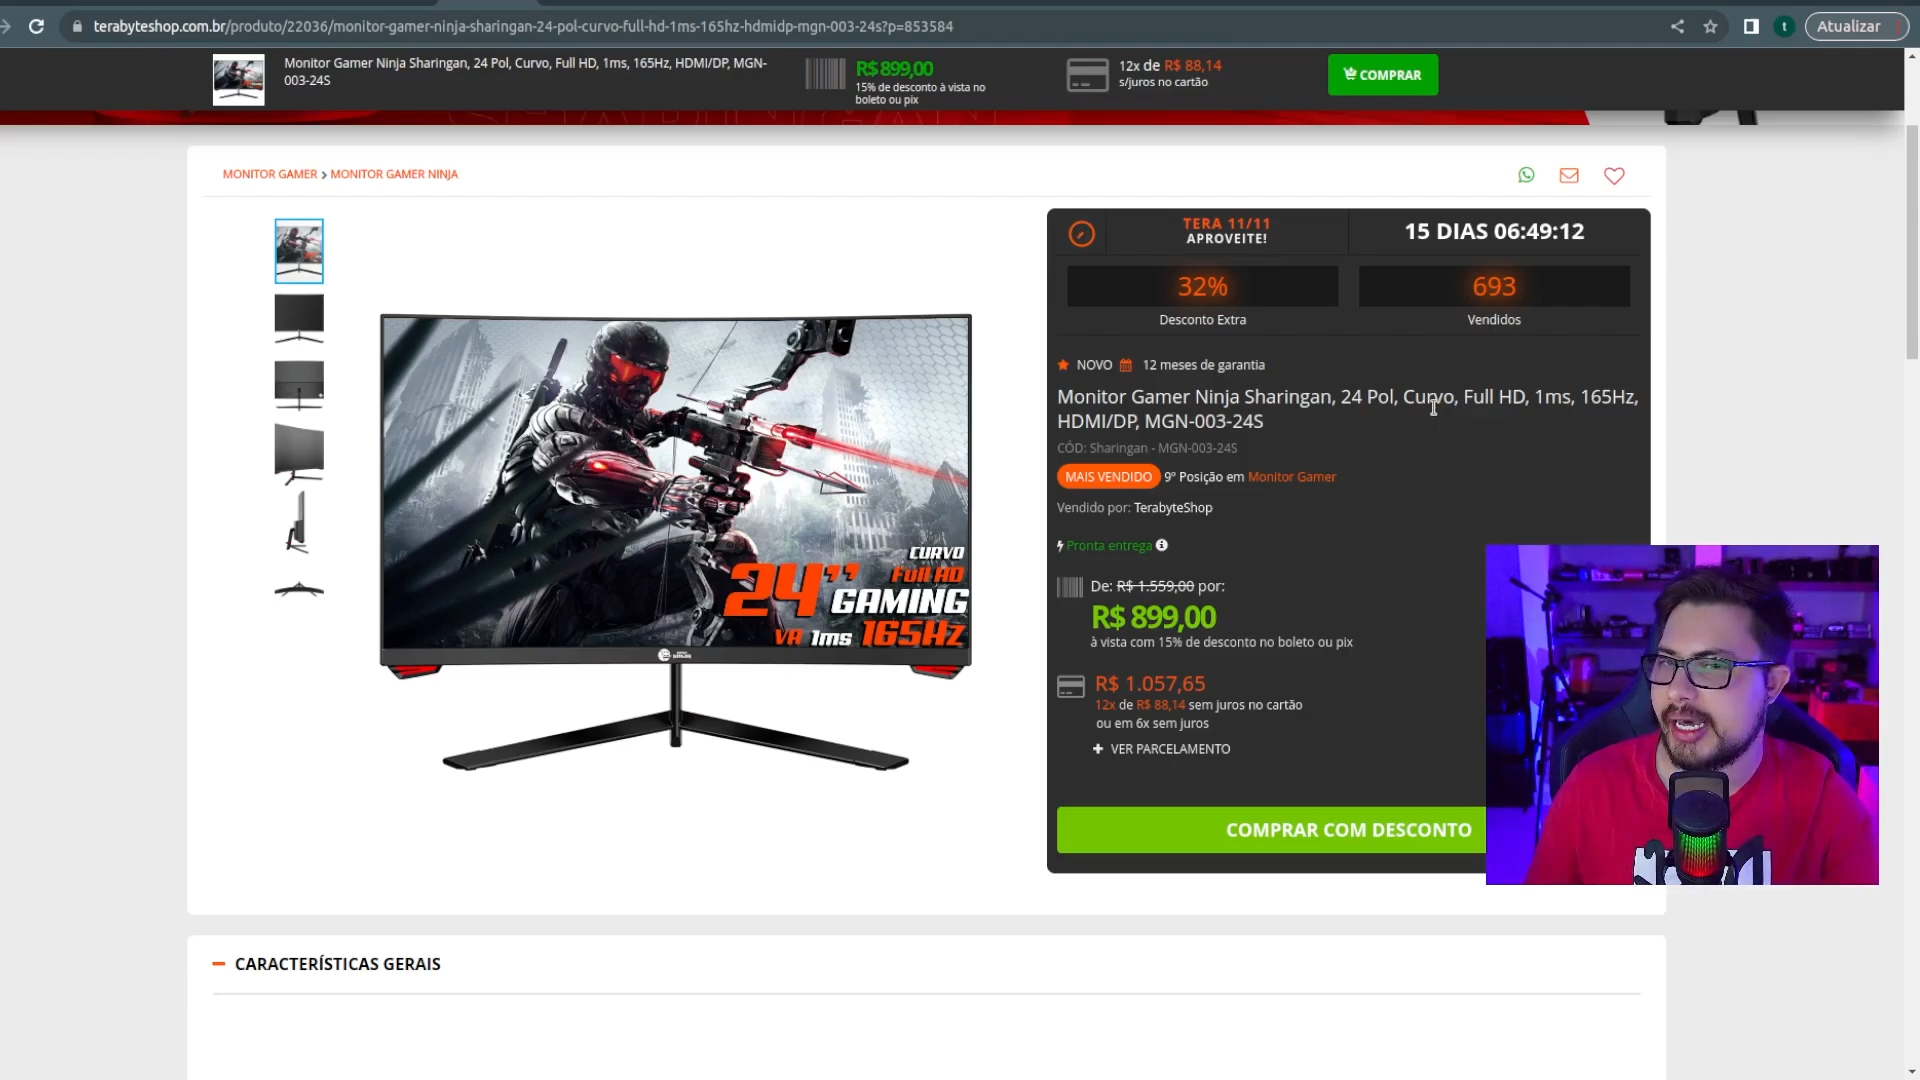 terabyteshop.com.br/produto/22036/monitor-gamer-ninja-sharingan-24-pol-curvo-full-hd-1ms-165hz-hdmidp-mgn-003-24s?p=853584
t
Atualizar
Monitor Gamer Ninja Sharingan, 24 Pol, Curvo, Full HD, 1ms, 165Hz, HDMI/DP, MGN-
003-24S
R$ 899,00
15% de desconto à vista no
boleto ou pix
12x de R$ 88,14
s/juros no cartão
COMPRAR
MONITOR GAMER > MONITOR GAMER NINJA
TERA 11/11
APROVEITE!
15 DIAS 06:49:12
32%
693
Desconto Extra
Vendidos
NOVO 12 meses de garantia
Monitor Gamer Ninja Sharingan, 24 Pol, Curvo, Full HD, 1ms, 165Hz,
HDMI/DP, MGN-003-24S
CÓD: Sharingan - MGN-003-24S
MAIS VENDIDO 9º Posição em Monitor Gamer
Vendido por: TerabyteShop
Pronta entrega
De: R$ 1.559,00 por:
R$ 899,00
à vista com 15% de desconto no boleto ou pix
R$ 1.057,65
12x de R$ 88,14 sem juros no cartão
ou em 6x sem juros
+ VER PARCELAMENTO
COMPRAR COM DESCONTO
CURVO
24” Full HD
GAMING
VA 1ms 165Hz
CARACTERÍSTICAS GERAIS